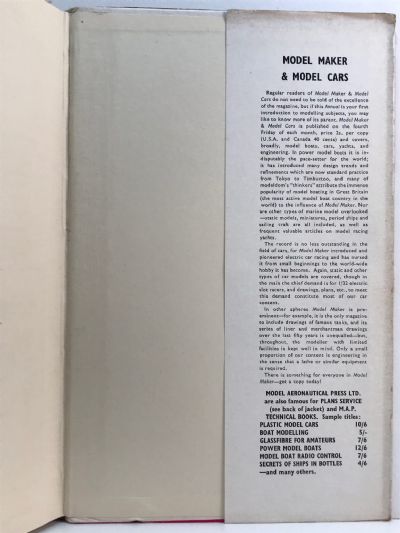 MODEL MAKER
& MODEL CARS
Regular readers of Model Maker & Model
Cars do not need to be told of the excellence
of the magazine, but if this Annual is your first
introduction to modelling subjects, you may
like to know more of its parent. Model Maker
& Model Cars is published on the fourth
Friday of each month, price 2s. per copy
(U.S.A. and Canada 40 cents) and covers,
broadly, model boats, cars, yachts, and
engineering. In power model boats it is in-
disputably the pace-setter for the world;
is has introduced many design trends and
refinements which are now standard practice
from Tokyo to Timbuctoo, and many of
modeldom's "thinkers" attribute the immense
popularity of model boating in Great Britain
(the most active model boat country in the
world) to the influence of Model Maker. Nor
are other types of marine model overlooked
—static models, miniatures, period ships and
sailing craft are all included, as well as
frequent valuable articles on model racing
yachts.
The record is no less outstanding in the
field of cars, for Model Maker introduced and
pioneered electric car racing and has nursed
it from small beginnings to the world-wide
hobby it has become. Again, static and other
types of car models are covered, though in
the main the chief demand is for 1/32 electric
slot racers, and drawings, plans, etc., to meet
this demand constitute most of our car
content.
In other spheres Model Maker is pre-
eminent—for example, it is the only magazine
to include drawings of famous tanks, and its
series of liner and merchantman drawings
over the last fifty years is unequalled—but,
throughout, the modeller with limited
facilities is kept well in mind. Only a small
proportion of our content is engineering in
the sense that a lathe or similar equipment
is required.
There is something for everyone in Model
Maker—get a copy today!
MODEL AERONAUTICAL PRESS LTD.
are also famous for PLANS SERVICE
(see back of jacket) and M.A.P.
TECHNICAL BOOKS. Sample titles:
PLASTIC MODEL CARS 10/6
BOAT MODELLING 5/-
GLASSFIBRE FOR AMATEURS 7/6
POWER MODEL BOATS 12/6
MODEL BOAT RADIO CONTROL 7/6
SECRETS OF SHIPS IN BOTTLES 4/6
—and many others.